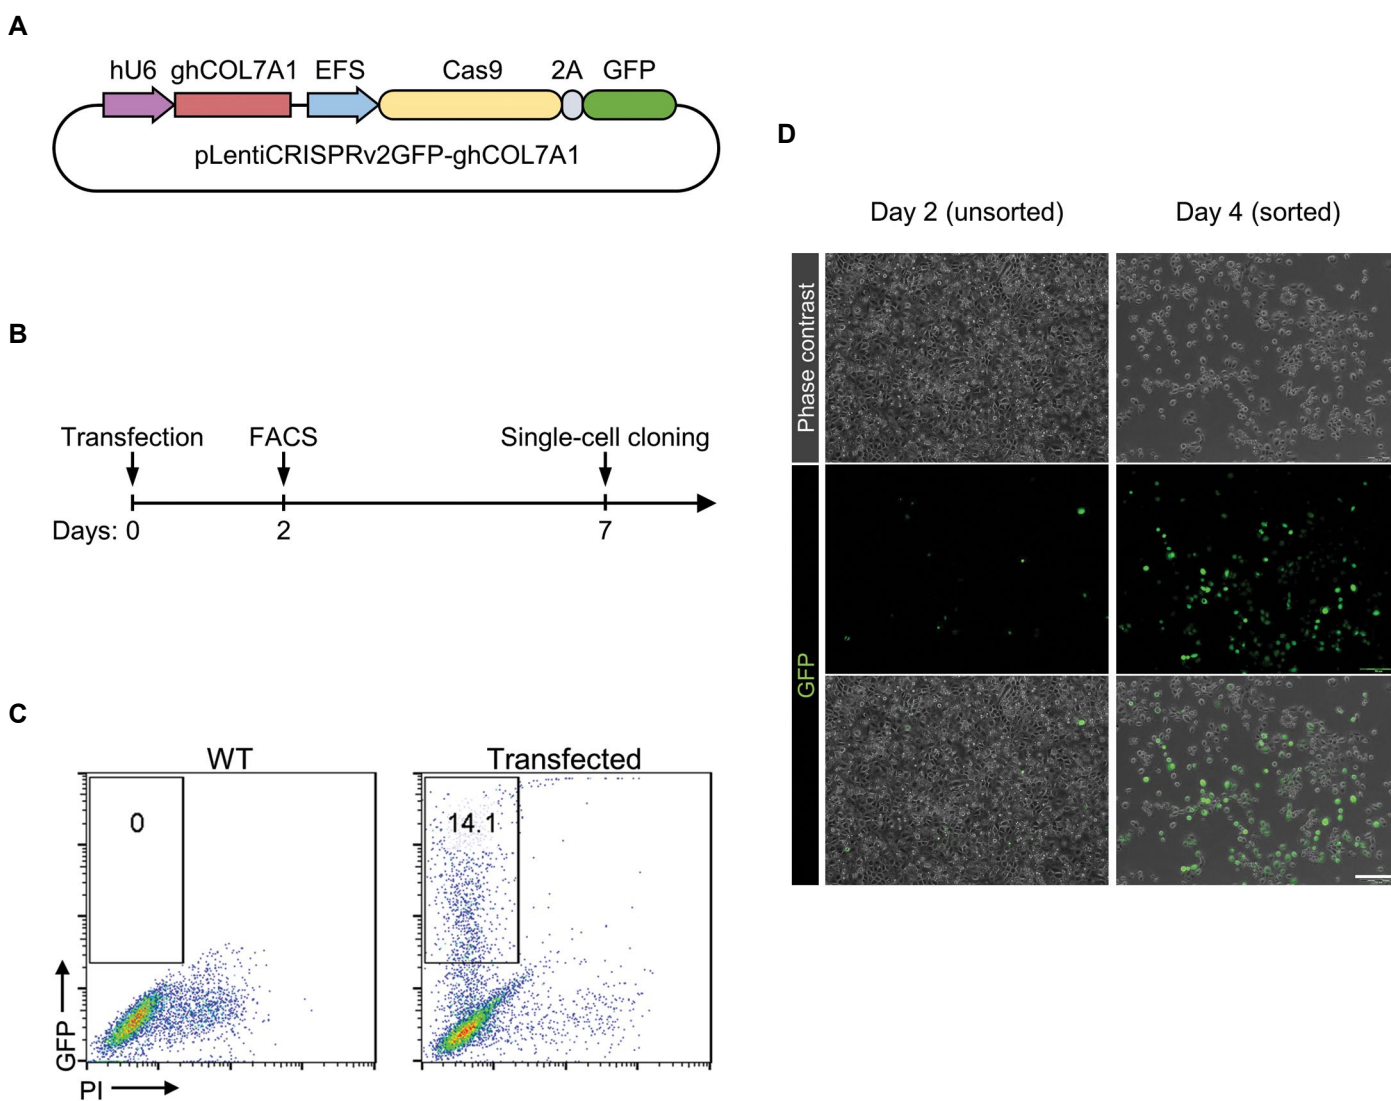 A
hU6 ghCOL7A1 EFS Cas9 2A GFP
pLentiCRISPRv2GFP-ghCOL7A1
B
Transfection FACS Single-cell cloning
Days: 0 2 7
C
WT Transfected
0 14.1
GFP
PI
D
Day 2 (unsorted) Day 4 (sorted)
Phase contrast
GFP